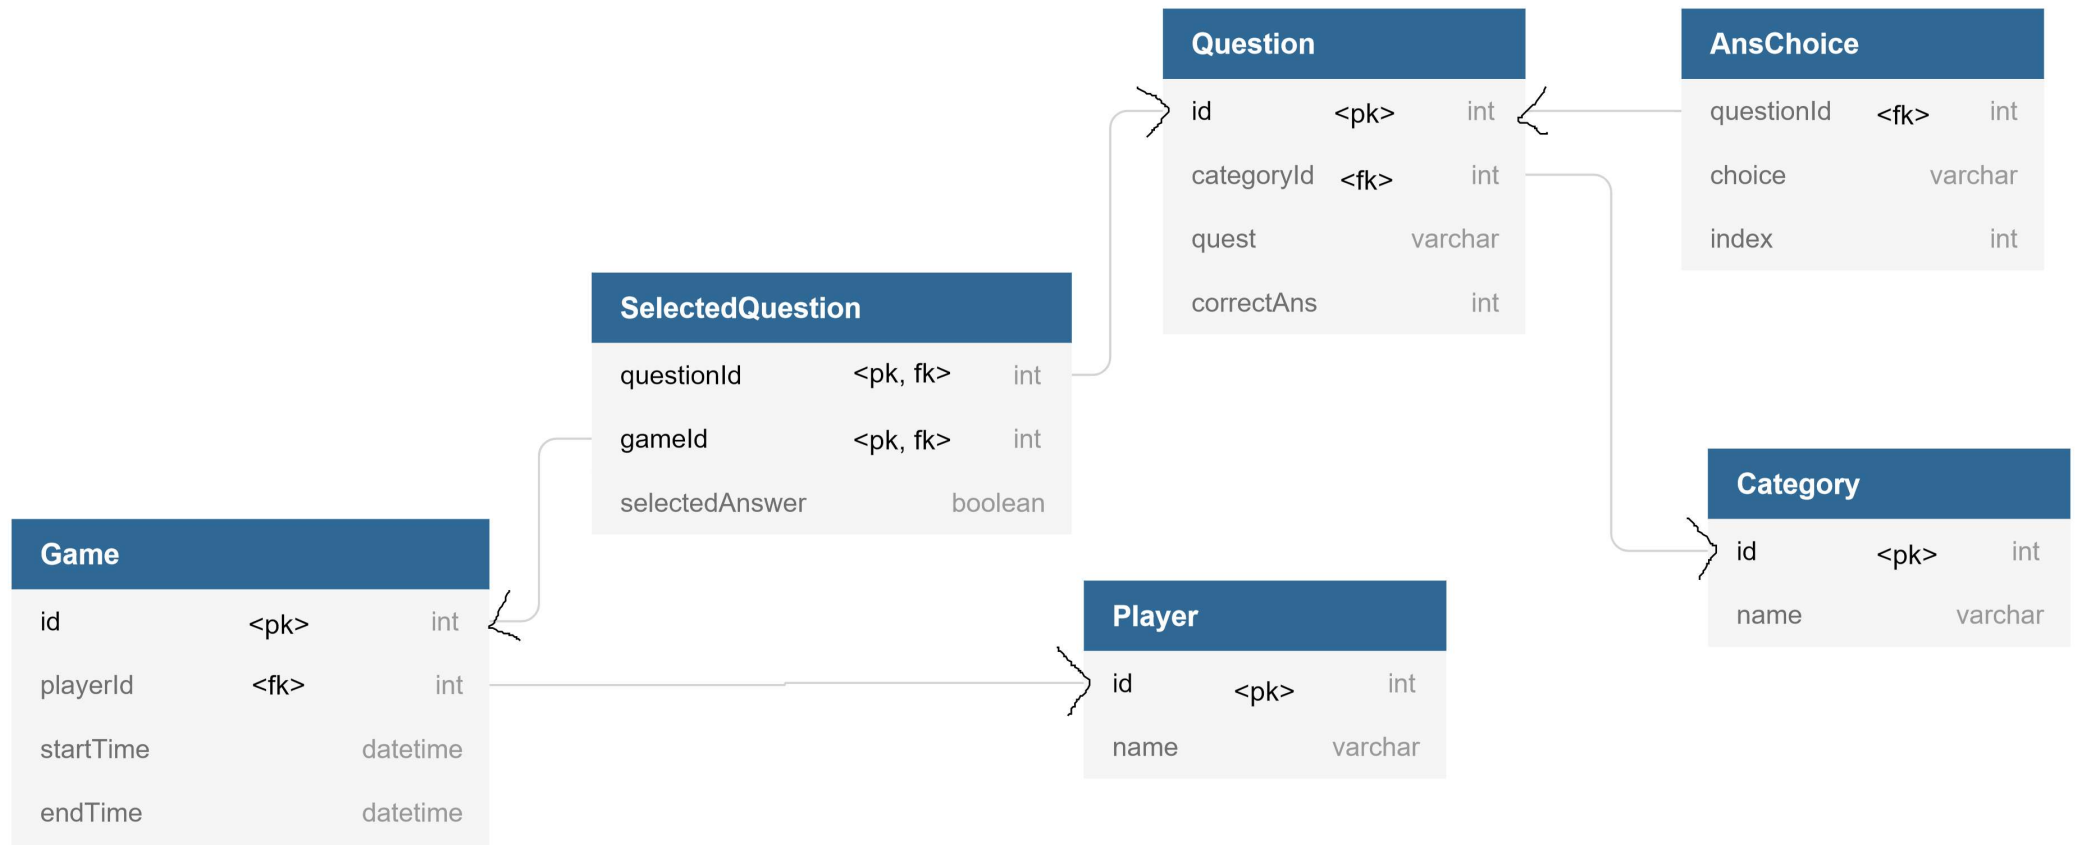 Question
id <pk> int
categoryId <fk> int
quest varchar
correctAns int
AnsChoice
questionId <fk> int
choice varchar
index int
SelectedQuestion
questionId <pk, fk> int
gameId <pk, fk> int
selectedAnswer boolean
Category
id <pk> int
name varchar
Game
id <pk> int
playerId <fk> int
startTime datetime
endTime datetime
Player
id <pk> int
name varchar